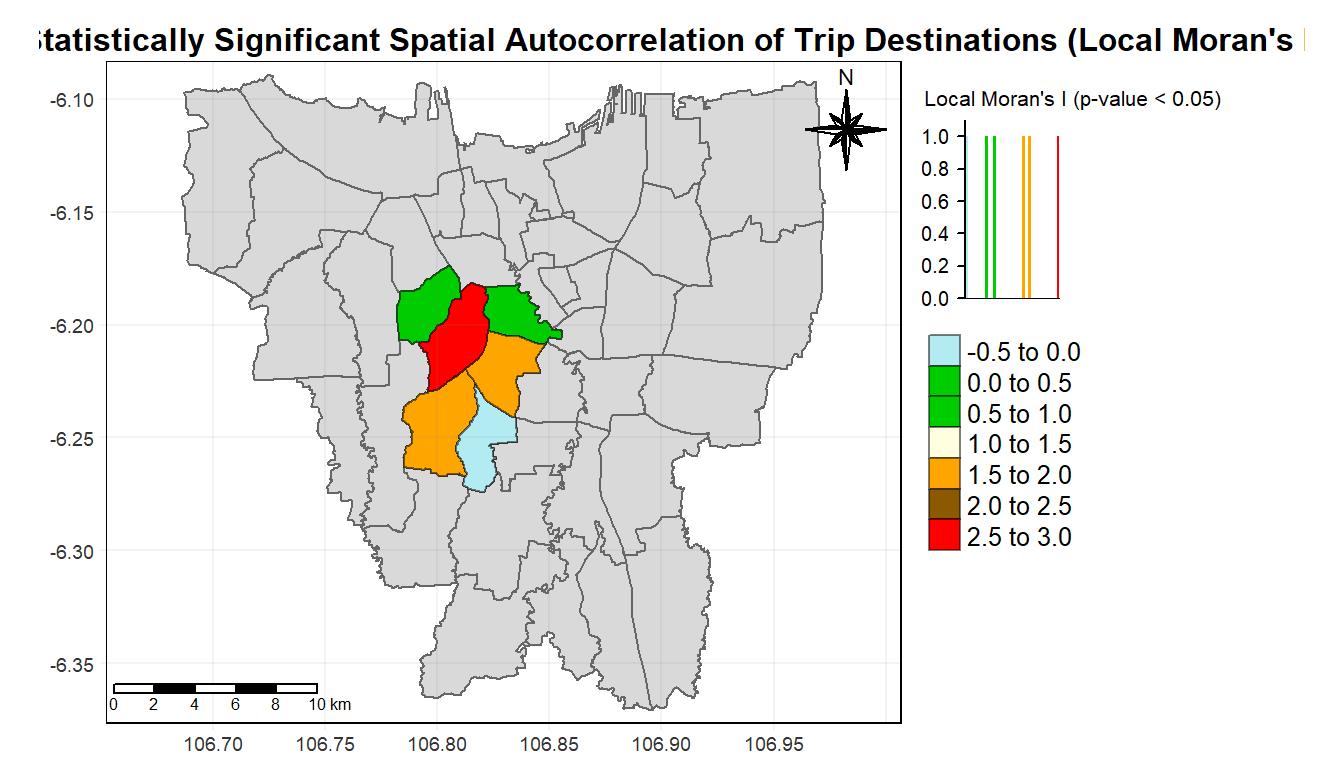 Statistically Significant Spatial Autocorrelation of Trip Destinations (Local Moran's I
N
Local Moran's I (p-value < 0.05)
1.0
0.8
0.6
0.4
0.2
0.0
-0.5 to 0.0
0.0 to 0.5
0.5 to 1.0
1.0 to 1.5
1.5 to 2.0
2.0 to 2.5
2.5 to 3.0
-6.10
-6.15
-6.20
-6.25
-6.30
-6.35
0 2 4 6 8 10 km
106.70 106.75 106.80 106.85 106.90 106.95